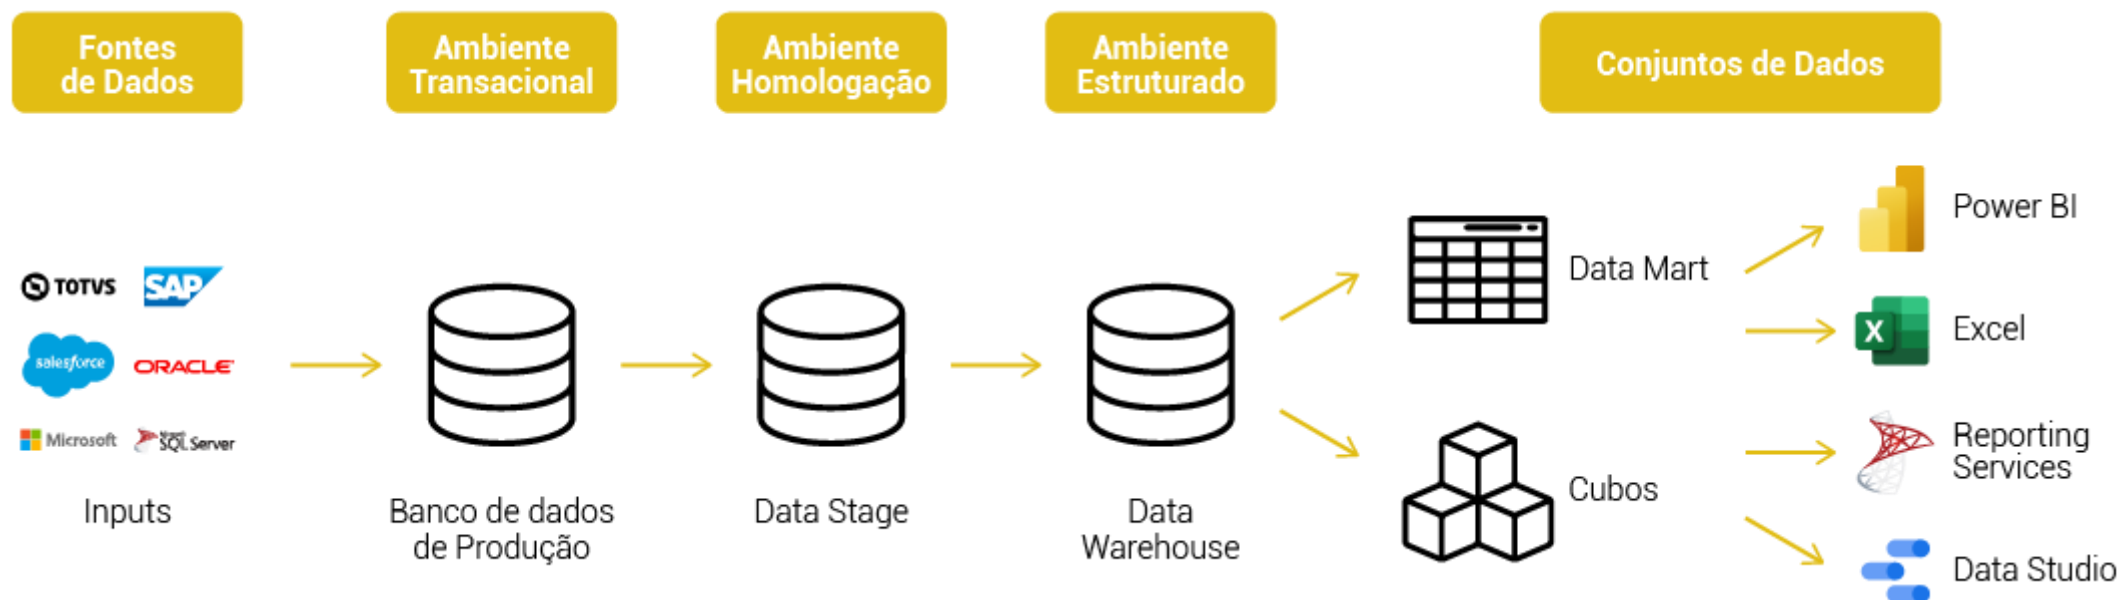 Fontes
de Dados
Ambiente
Transacional
Ambiente
Homologação
Ambiente
Estruturado
Conjuntos de Dados
TOTVS
SAP
salesforce
ORACLE
Microsoft
Microsoft
SQL Server
Inputs
Banco de dados
de Produção
Data Stage
Data
Warehouse
Data Mart
Cubos
Power BI
X
Excel
Reporting
Services
Data Studio